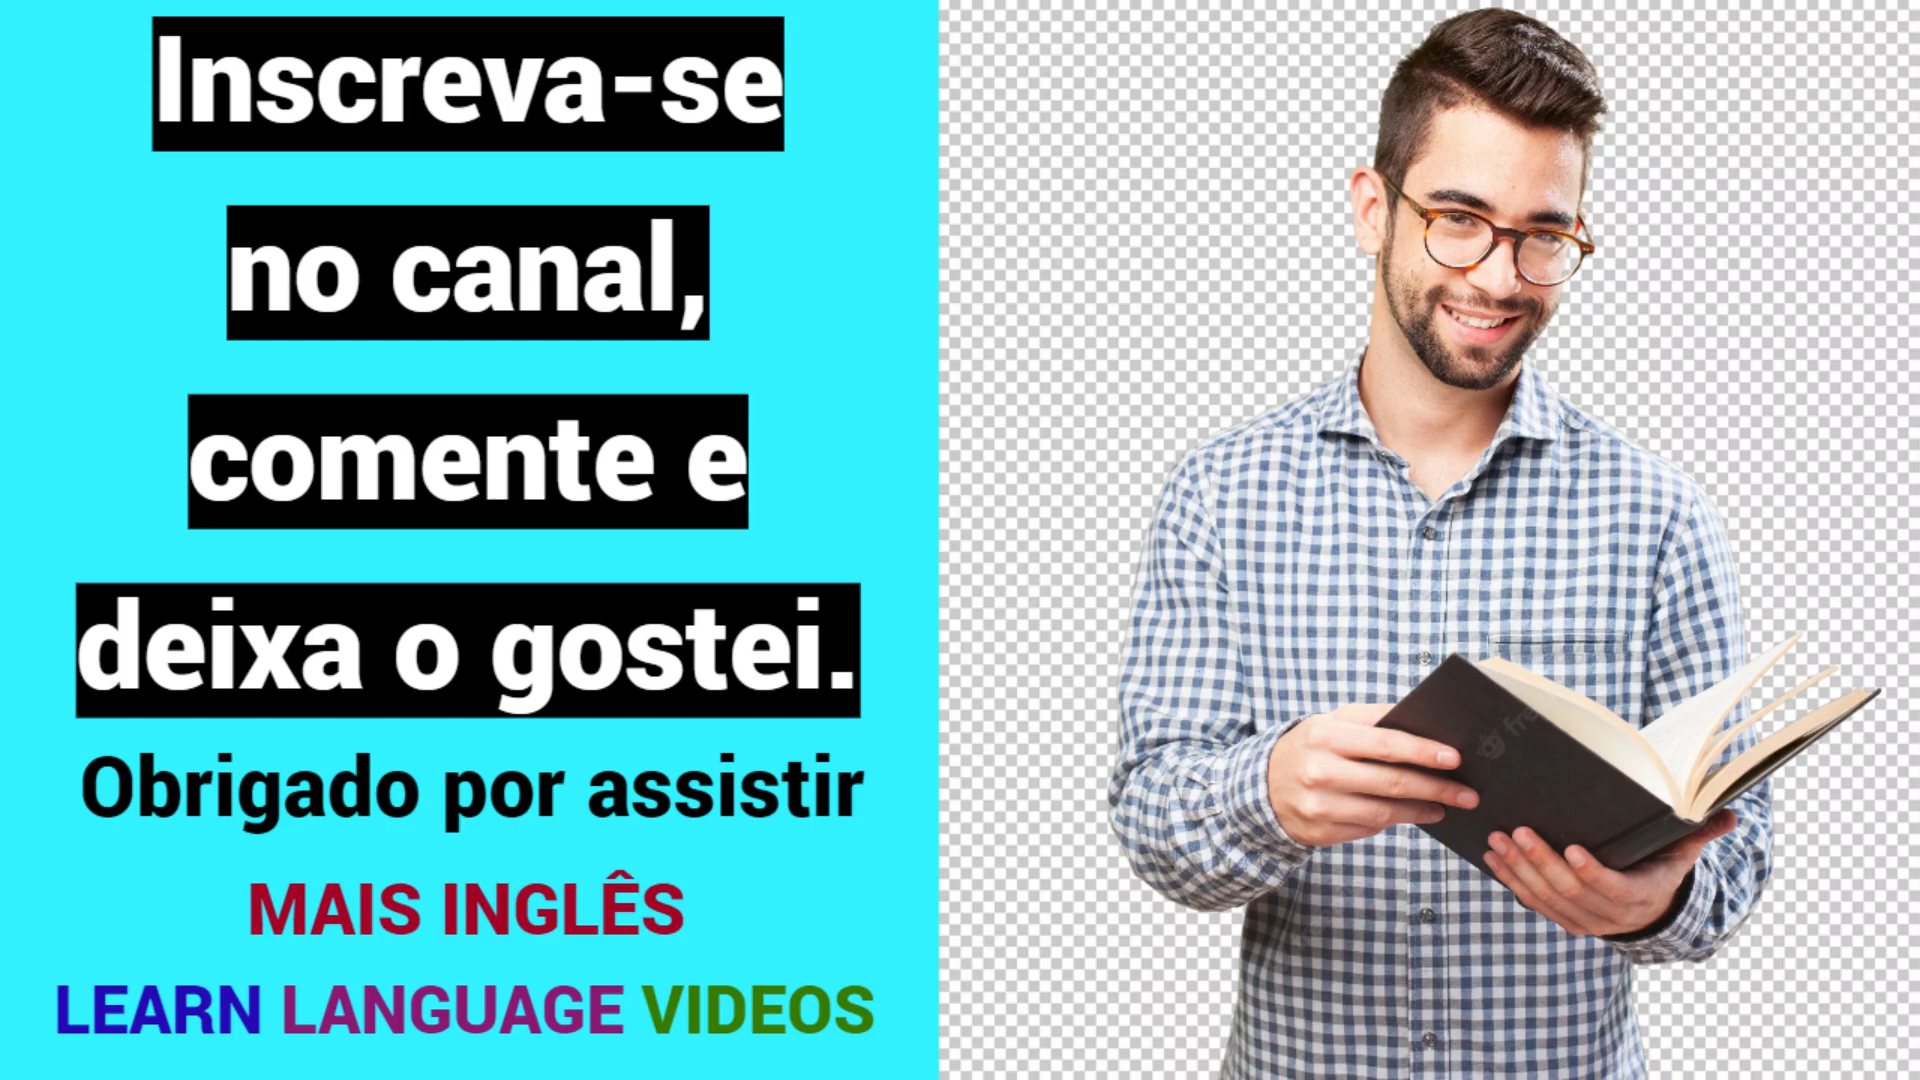 Inscreva-se
no canal,
comente e
deixa o gostei.
Obrigado por assistir
MAIS INGLÊS
LEARN LANGUAGE VIDEOS